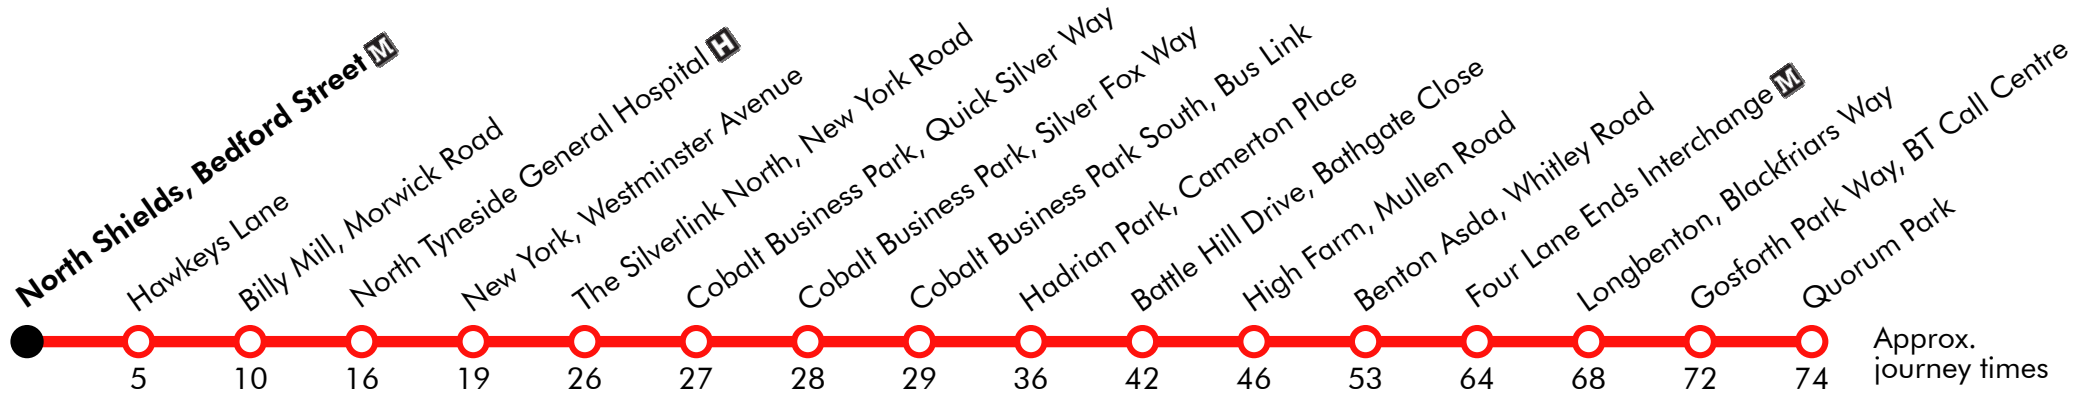 North Shields, Bedford Street M
Hawkeys Lane
Billy Mill, Morwick Road
North Tyneside General Hospital H
New York, Westminster Avenue
The Silverlink North, New York Road
Cobalt Business Park, Quick Silver Way
Cobalt Business Park, Silver Fox Way
Cobalt Business Park South, Bus Link
Hadrian Park, Camerton Place
Battle Hill Drive, Bathgate Close
High Farm, Mullen Road
Benton Asda, Whitley Road
Four Lane Ends Interchange M
Longbenton, Blackfriars Way
Gosforth Park Way, BT Call Centre
Quorum Park
5 10 16 19 26 27 28 29 36 42 46 53 64 68 72 74
Approx.
journey times